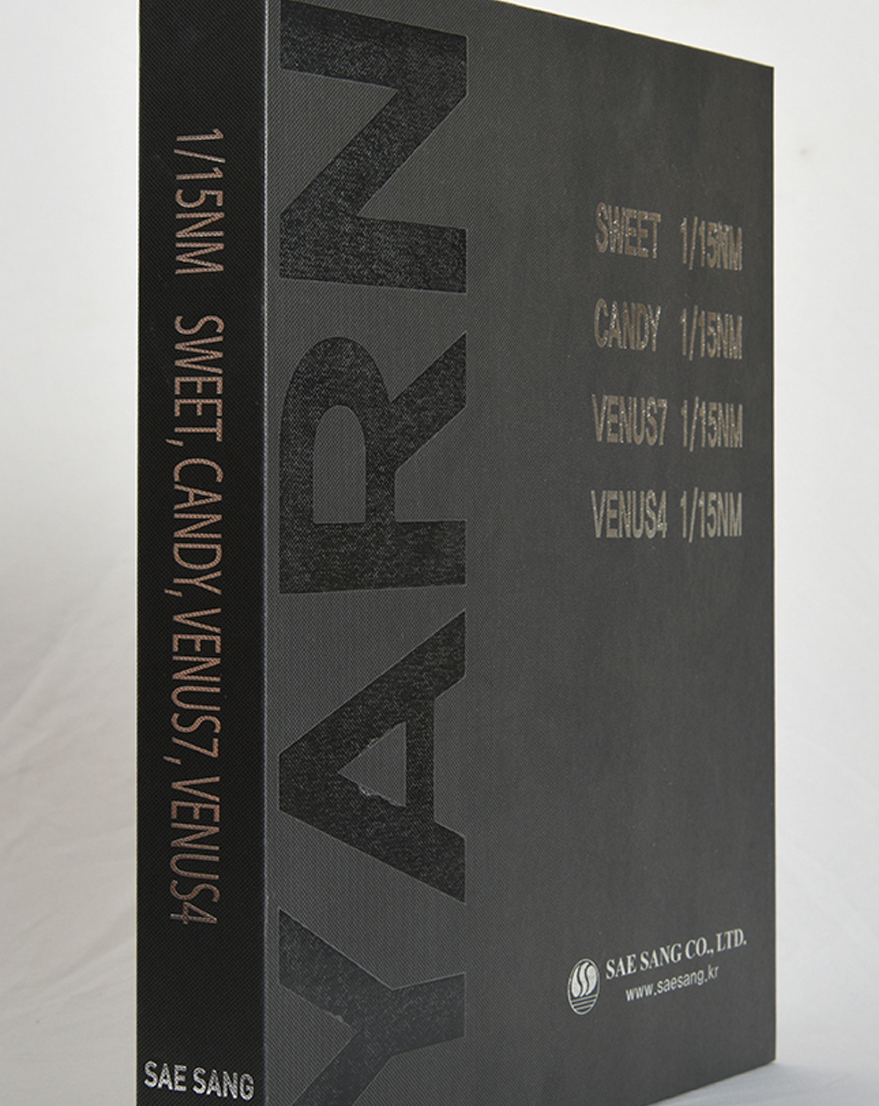 1/15NM SWEET, CANDY, VENUS7, VENUS4
SAE SANG
YARN
SWEET 1/15NM
CANDY 1/15NM
VENUS7 1/15NM
VENUS4 1/15NM
SAE SANG CO., LTD.
www.saesang.kr